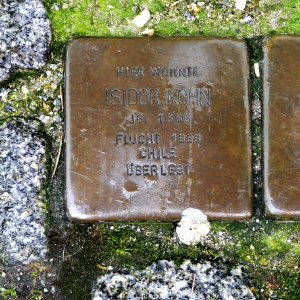 HIER WOHNTE
ISIDOR KOHN
JG.
FLUCHT
CHILE
ÜBERLEBT